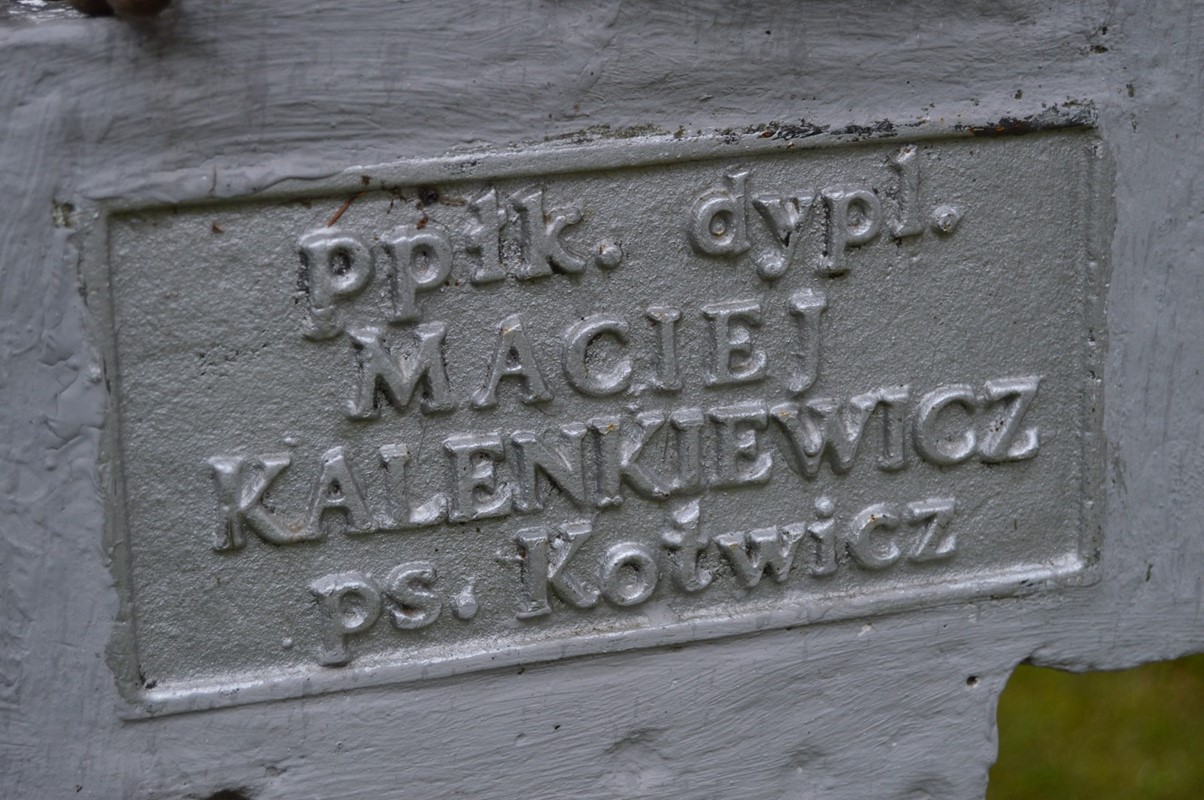 ppłk. dypl.
MACIEJ
KALENKIEWICZ
ps. Kotwicz